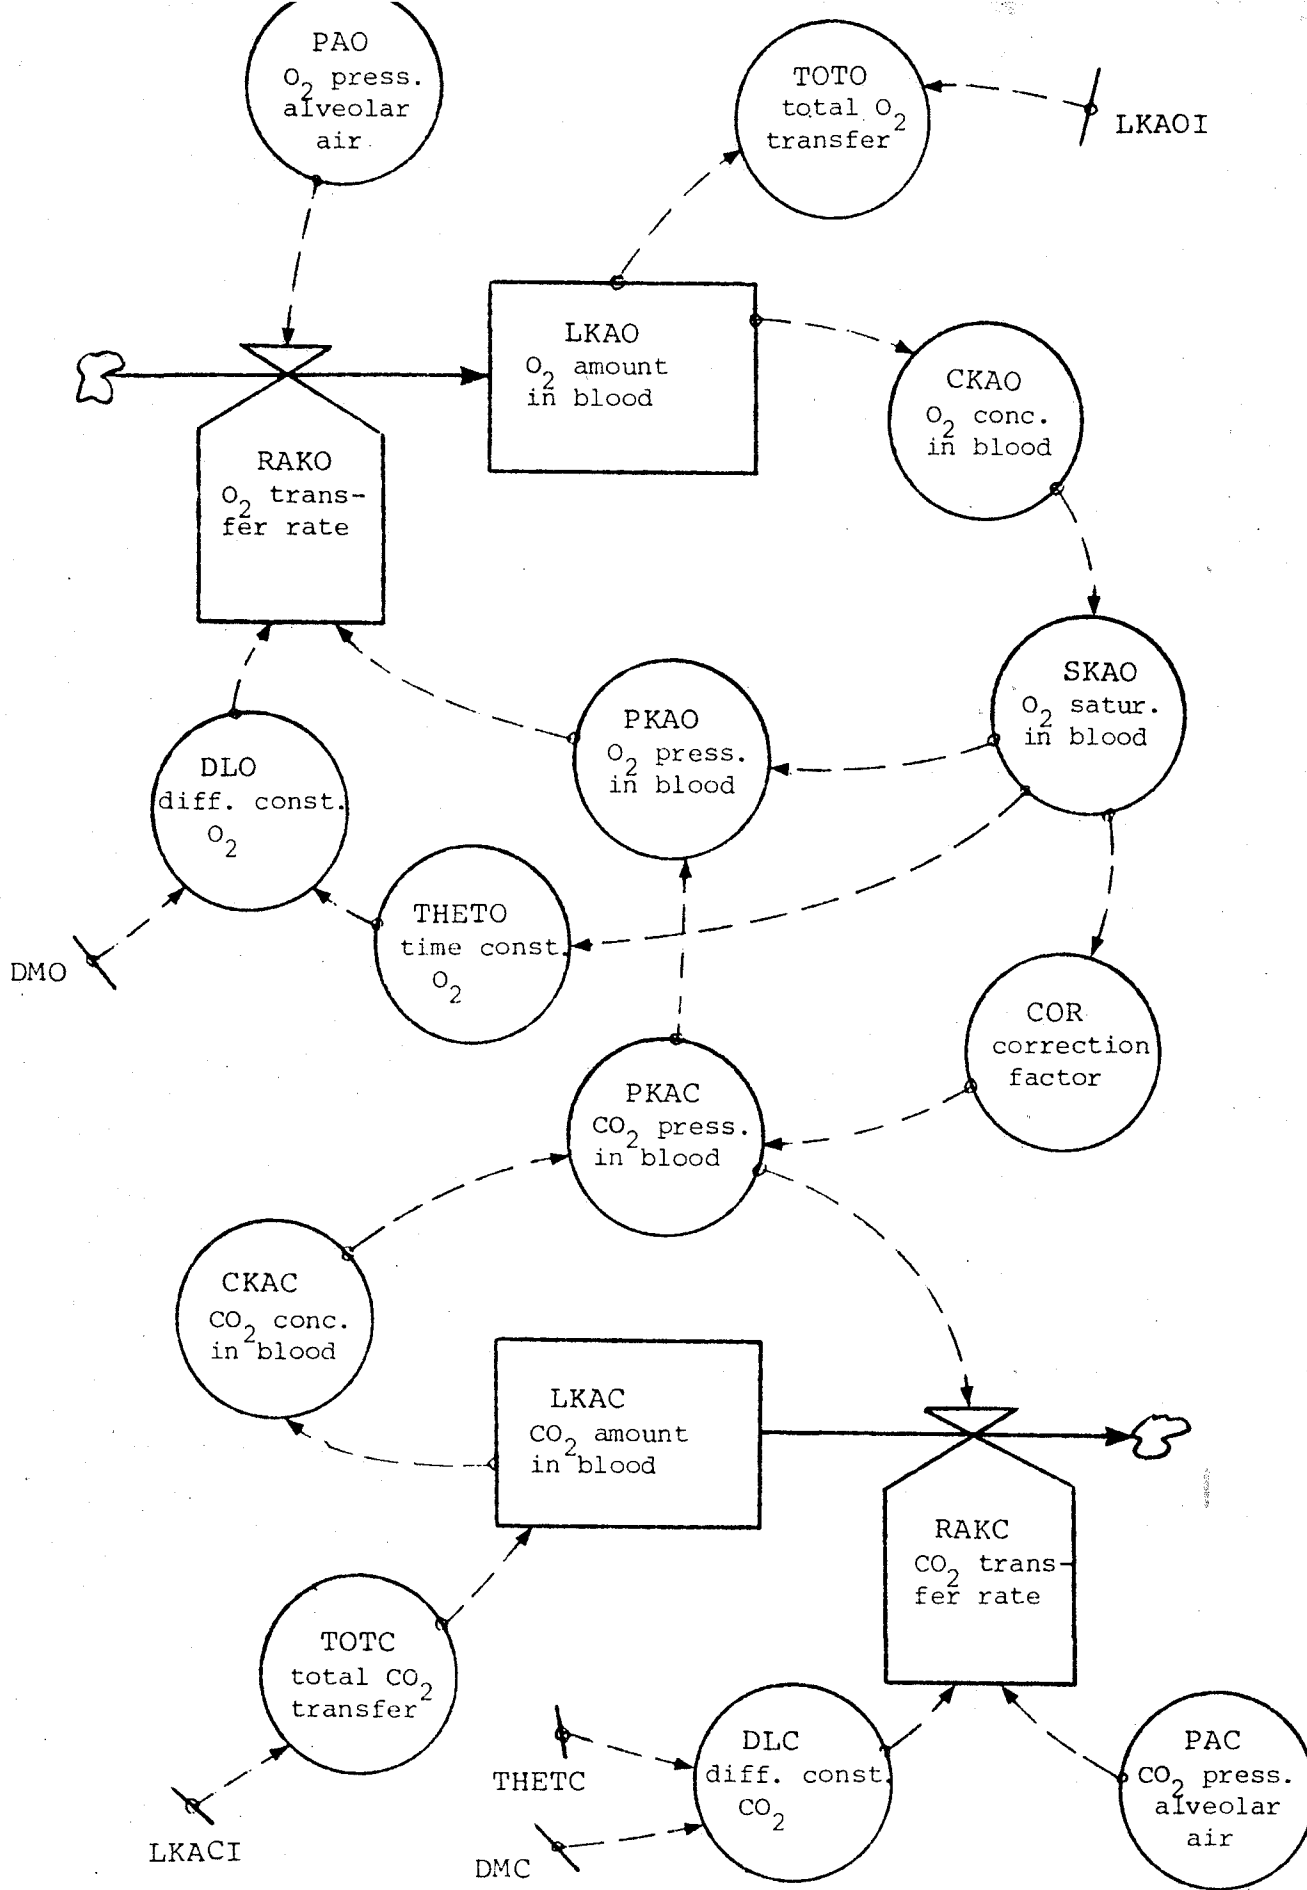 PAO
O2 press.
alveolar
air
TOTO
total O2
transfer
LKAOI
LKAO
O2 amount
in blood
CKAO
O2 conc.
in blood
RAKO
O2 trans-
fer rate
SKAO
O2 satur.
in blood
PKAO
O2 press.
in blood
DLO
diff. const.
O2
THETO
time const.
O2
DMO
COR
correction
factor
PKAC
CO2 press.
in blood
CKAC
CO2 conc.
in blood
LKAC
CO2 amount
in blood
RAKC
CO2 trans-
fer rate
TOTC
total CO2
transfer
LKACI
THETC
DMC
DLC
diff. const.
CO2
PAC
CO2 press.
alveolar
air